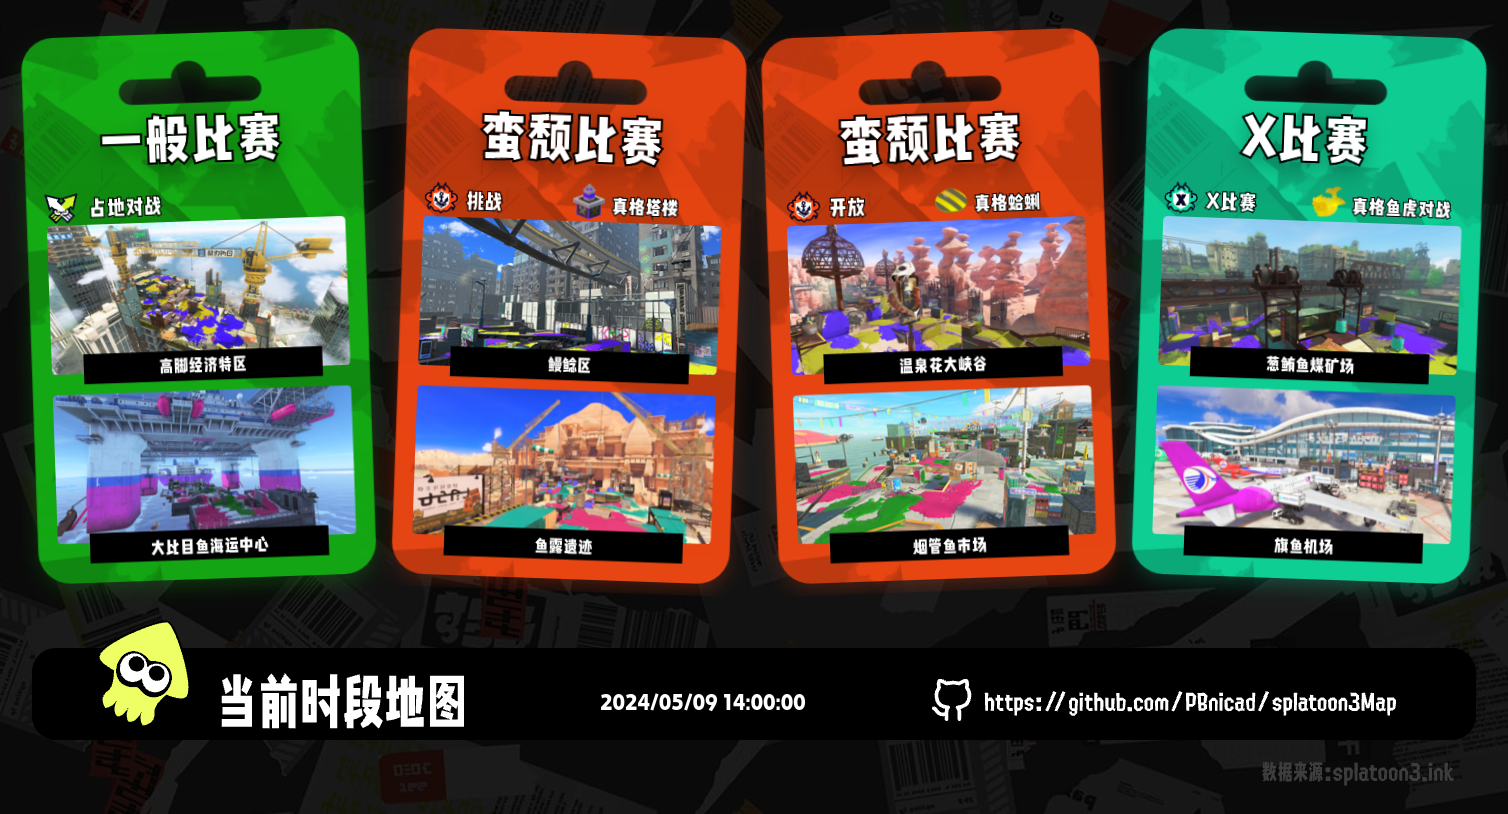 一般比赛
占地对战
高脚经济特区
大比目鱼海运中心
蛮颓比赛
挑战
真格塔楼
鳗鲶区
鱼露遗迹
蛮颓比赛
开放
真格蛤蜊
温泉花大峡谷
烟管鱼市场
X比赛
X比赛
真格鱼虎对战
葱鲔鱼煤矿场
旗鱼机场
当前时段地图
2024/05/09 14:00:00
https://github.com/PBnicad/splatoon3Map
数据来源:splatoon3.ink